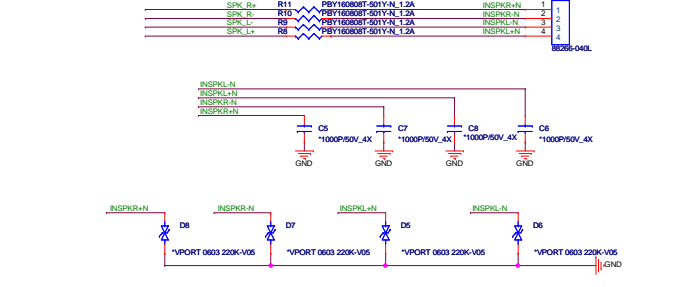 SPK_R+ R11 PBY160808T-501Y-N_1.2A INSPKR+N 1 1
SPK_R- R10 PBY160808T-501Y-N_1.2A INSPKR-N 2 2
SPK_L- R9 PBY160808T-501Y-N_1.2A INSPKL-N 3 3
SPK_L+ R8 PBY160808T-501Y-N_1.2A INSPKL+N 4 4
88266-040L
INSPKL-N
INSPKL+N
INSPKR-N
INSPKR+N
C5 C7 C8 C6
*1000P/50V_4X *1000P/50V_4X *1000P/50V_4X *1000P/50V_4X
GND GND GND GND
INSPKR+N INSPKR-N INSPKL+N INSPKL-N
D8 D7 D5 D6
*VPORT 0603 220K-V05 *VPORT 0603 220K-V05 *VPORT 0603 220K-V05 *VPORT 0603 220K-V05
GND